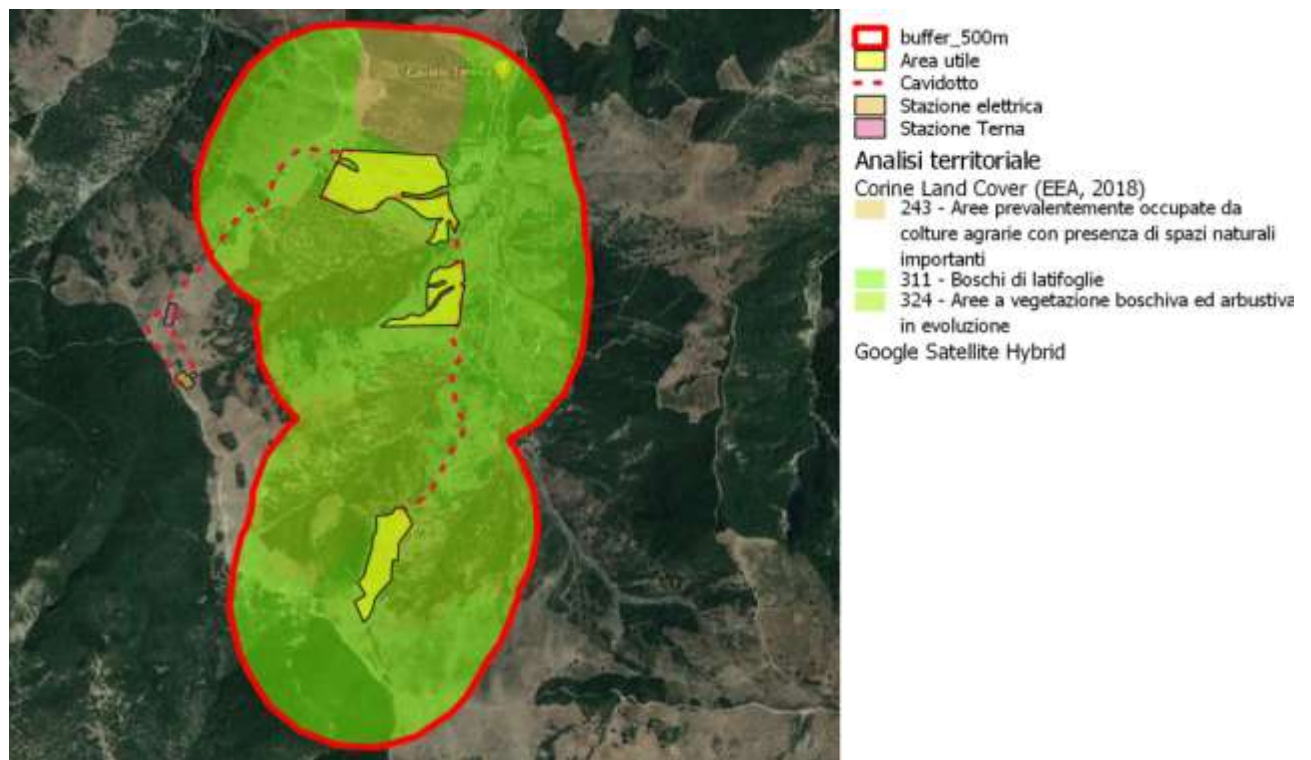 buffer_500m
Area utile
Cavidotto
Stazione elettrica
Stazione Terna
Analisi territoriale
Corine Land Cover (EEA, 2018)
243 - Aree prevalentemente occupate da
colture agrarie con presenza di spazi naturali
importanti
311 - Boschi di latifoglie
324 - Aree a vegetazione boschiva ed arbustiva
in evoluzione
Google Satellite Hybrid